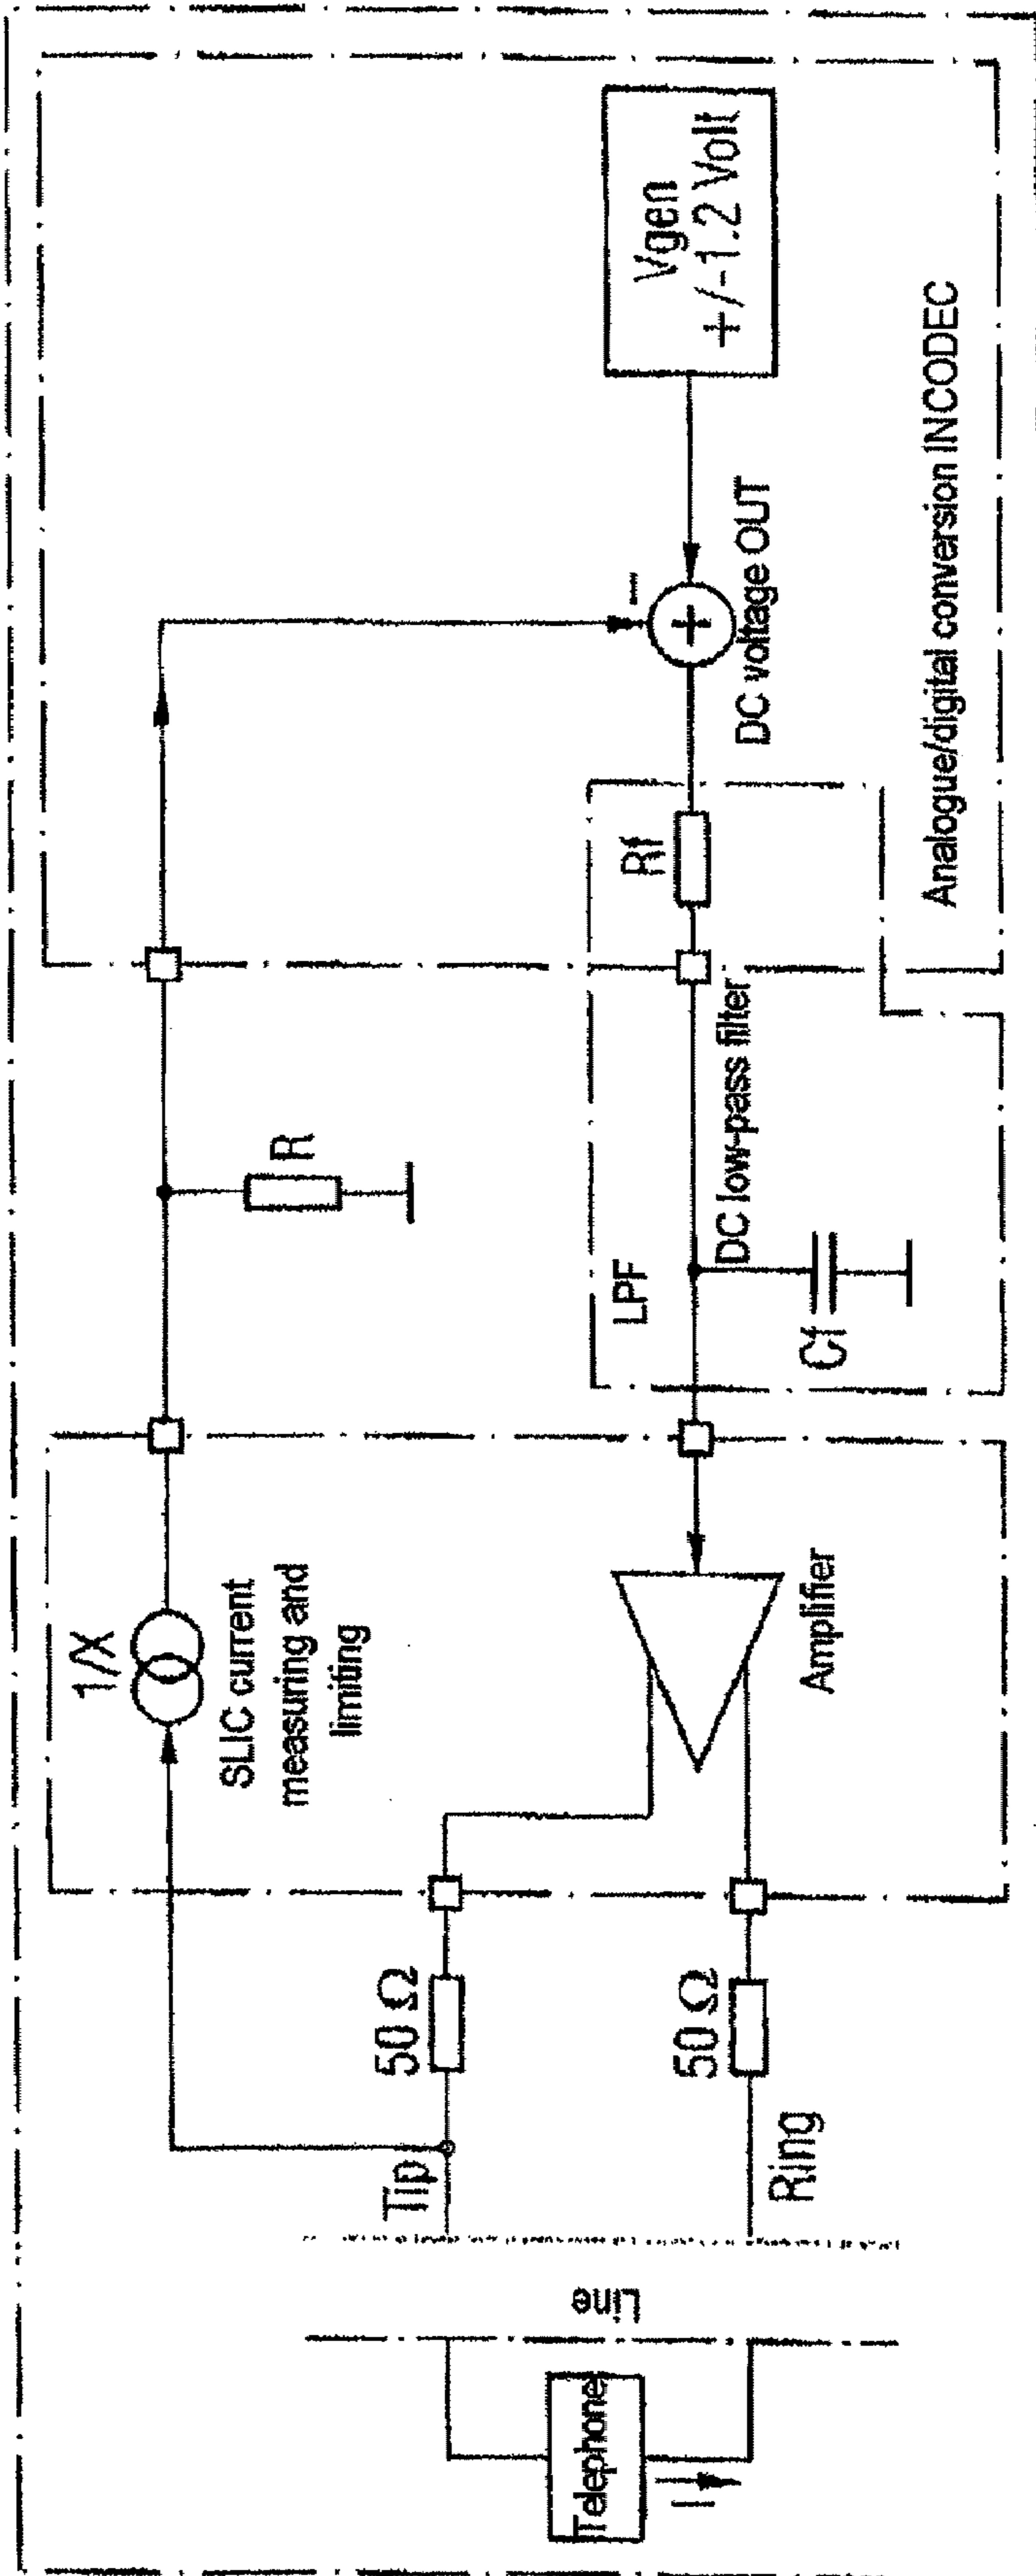 1/X
SLIC current
measuring and
limiting
R
50 Ω
Tip
50 Ω
Ring
Line
Telephone
I
Amplifier
LPF
Cf
DC low-pass filter
Rf
−
+
DC voltage OUT
Vgen
+/-1.2 Volt
Analogue/digital conversion INCODEC